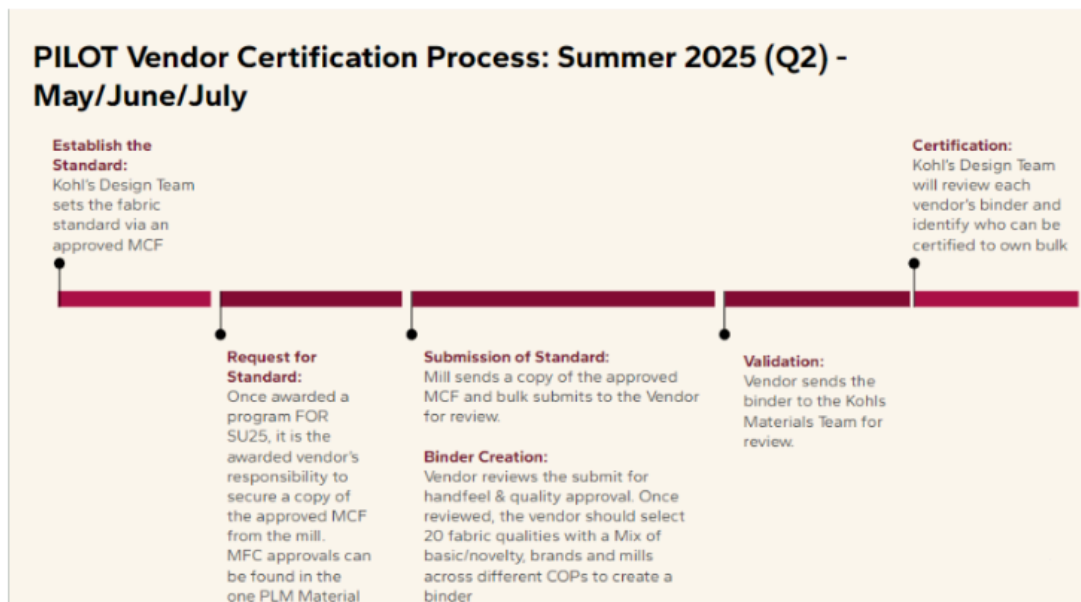 PILOT Vendor Certification Process: Summer 2025 (Q2) -
May/June/July
Establish the
Standard:
Kohl's Design Team
sets the fabric
standard via an
approved MCF
Request for
Standard:
Once awarded a
program FOR
SU25, it is the
awarded vendor's
responsibility to
secure a copy of
the approved MCF
from the mill.
MFC approvals can
be found in the
one PLM Material
Submission of Standard:
Mill sends a copy of the approved
MCF and bulk submits to the Vendor
for review.
Binder Creation:
Vendor reviews the submit for
handfeel & quality approval. Once
reviewed, the vendor should select
20 fabric qualities with a Mix of
basic/novelty, brands and mills
across different COPs to create a
binder
Validation:
Vendor sends the
binder to the Kohls
Materials Team for
review.
Certification:
Kohl's Design Team
will review each
vendor's binder and
identify who can be
certified to own bulk